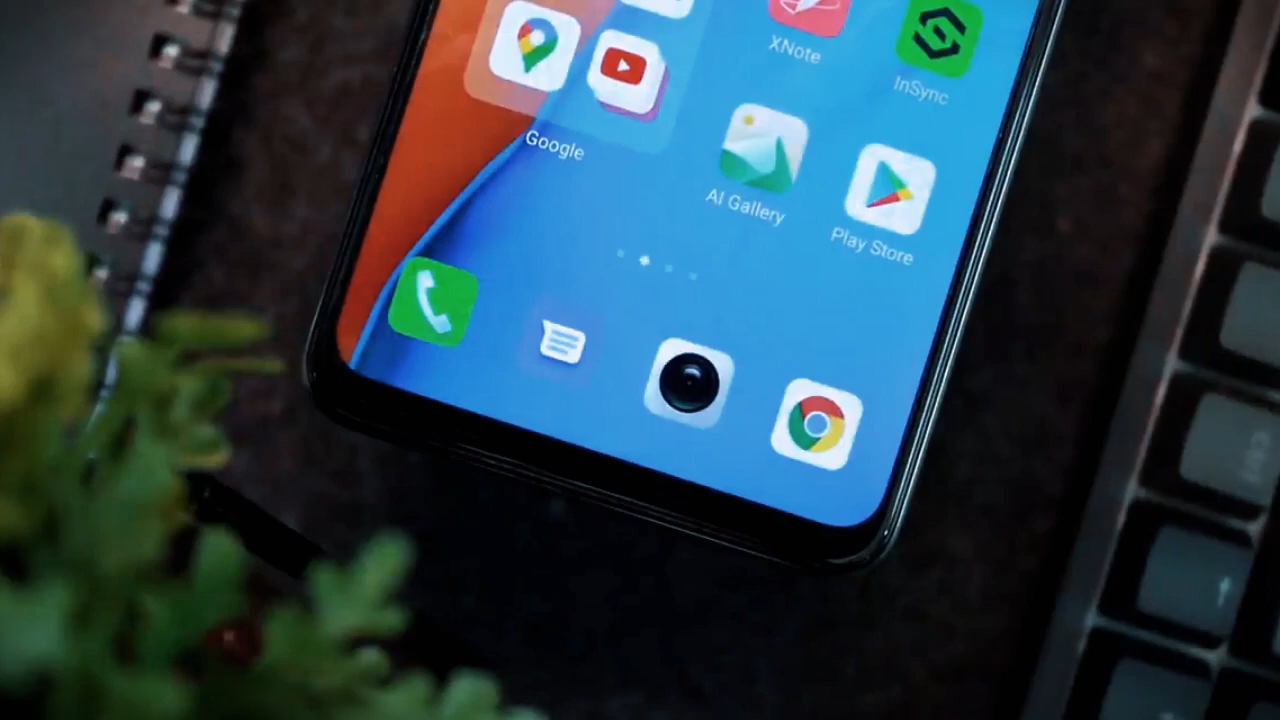 XNote
InSync
Google
AI Gallery
Play Store